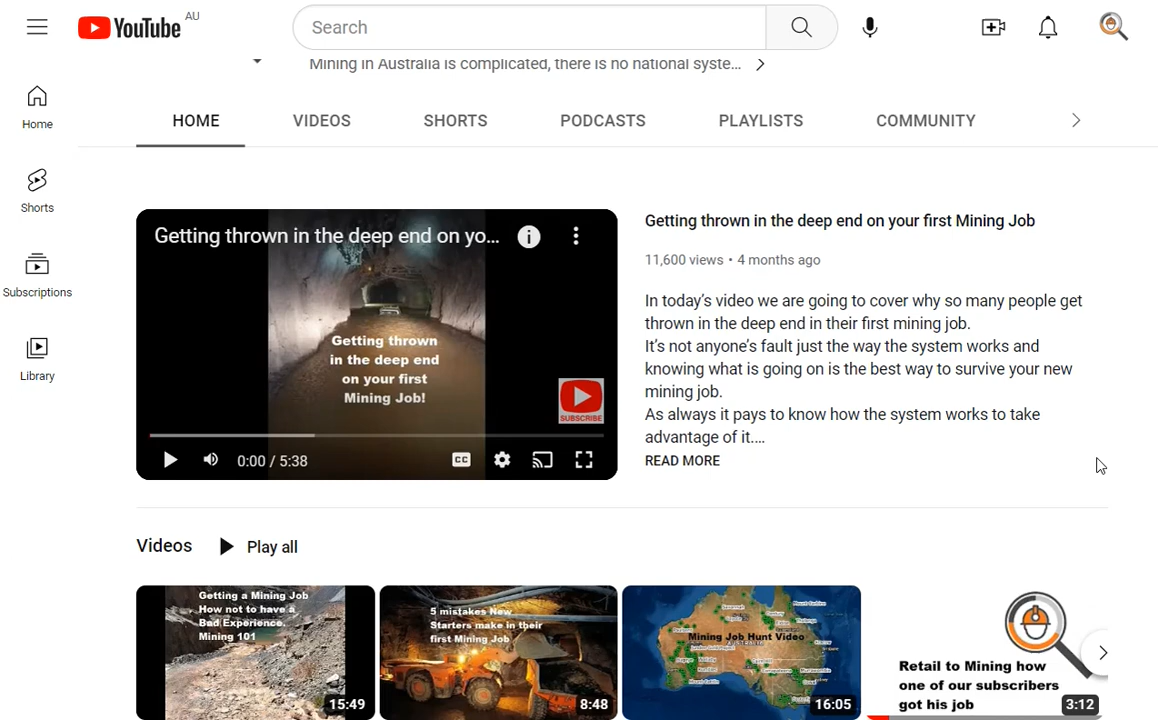 YouTube AU
Search
Mining in Australia is complicated, there is no national syste...
Home
Shorts
Subscriptions
Library
HOME VIDEOS SHORTS PODCASTS PLAYLISTS COMMUNITY
Getting thrown in the deep end on yo...
Getting thrown
in the deep end
on your first
Mining Job!
SUBSCRIBE
0:00 / 5:38
CC
Getting thrown in the deep end on your first Mining Job
11,600 views • 4 months ago
In today's video we are going to cover why so many people get
thrown in the deep end in their first mining job.
It's not anyone's fault just the way the system works and
knowing what is going on is the best way to survive your new
mining job.
As always it pays to know how the system works to take
advantage of it....
READ MORE
Videos Play all
Getting a Mining Job
How not to have a
Bad Experience.
Mining 101
15:49
5 mistakes New
Starters make in their
first Mining Job
8:48
Mining Job Hunt Video
16:05
Retail to Mining how
one of our subscribers
got his job
3:12